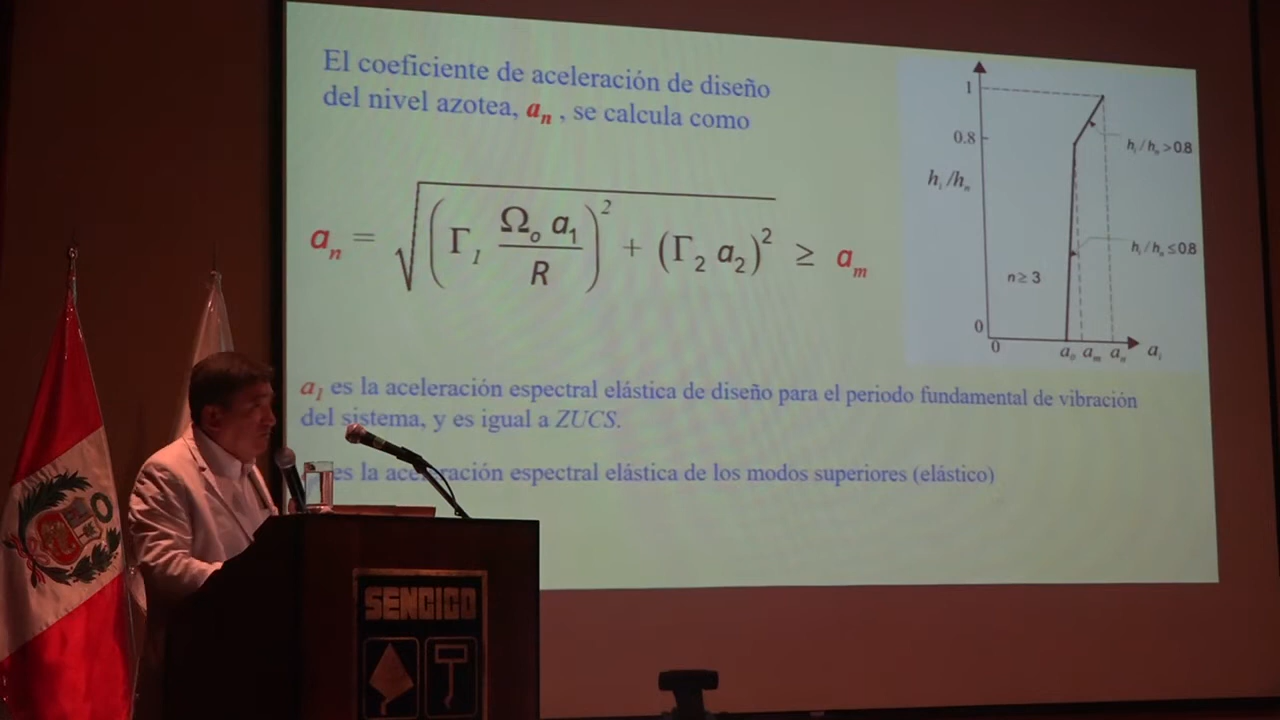 El coeficiente de aceleración de diseño
del nivel azotea, aₙ , se calcula como
aₙ = √( (Γ₁ Ωₒ a₁ / R)² + (Γ₂ a₂)² ) ≥ aₘ
a₁ es la aceleración espectral elástica de diseño para el periodo fundamental de vibración
del sistema, y es igual a ZUCS.
es la aceleración espectral elástica de los modos superiores (elástico)
1
0.8
hᵢ/hₙ
0
0
n ≥ 3
hᵢ/hₙ>0.8
hᵢ/hₙ≤0.8
a₀ aₘ aₙ aᵢ
SENCICO